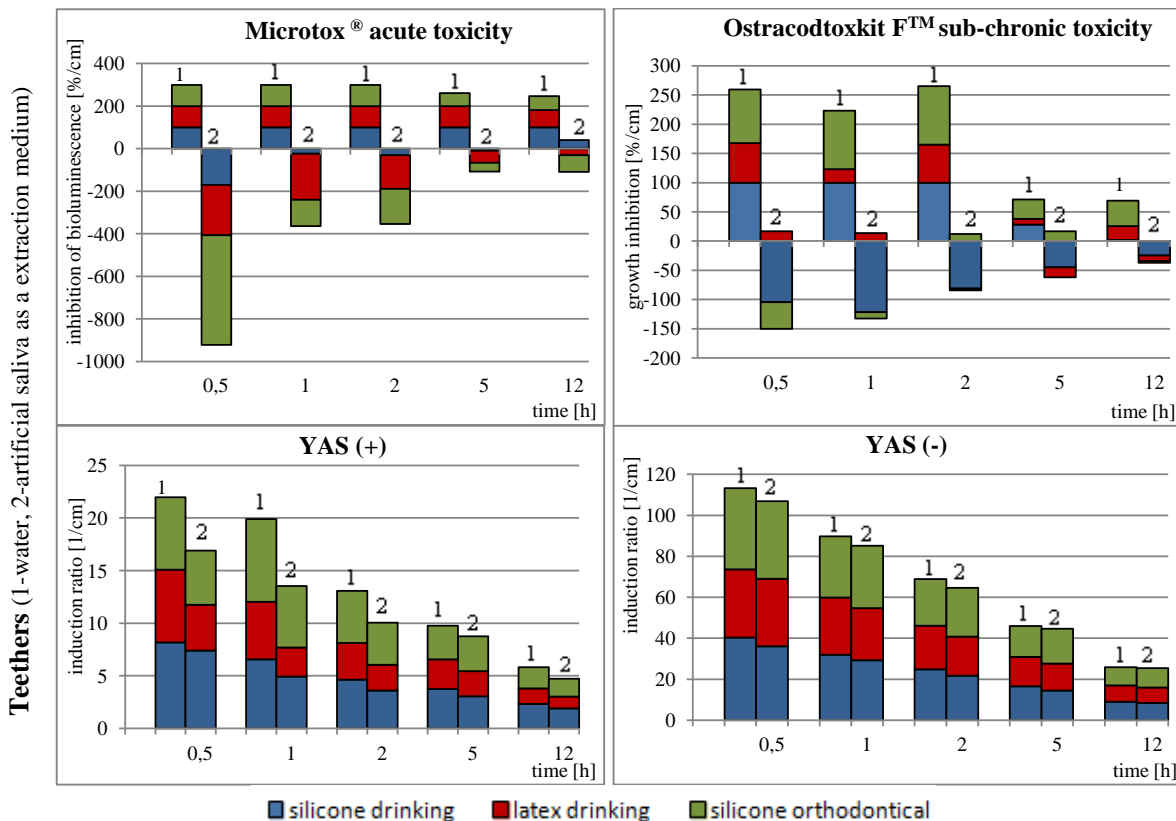 Teethers (1-water, 2-artificial saliva as a extraction medium)
Microtox ® acute toxicity
inhibition of bioluminescence [%/cm]
400
200
0
-200
-400
-600
-800
-1000
1 2 1 2 1 2 1 2 1 2
0,5 1 2 5 12
time [h]
Ostracodtoxkit F™ sub-chronic toxicity
growth inhibition [%/cm]
300
250
200
150
100
50
0
-50
-100
-150
-200
1 2 1 2 1 2 1 2 1 2
0,5 1 2 5 12
time [h]
YAS (+)
induction ratio [1/cm]
25
20
15
10
5
0
1 2 1 2 1 2 1 2 1 2
0,5 1 2 5 12
time [h]
YAS (-)
induction ratio [1/cm]
120
100
80
60
40
20
0
1 2 1 2 1 2 1 2 1 2
0,5 1 2 5 12
time [h]
silicone drinking latex drinking silicone orthodontical